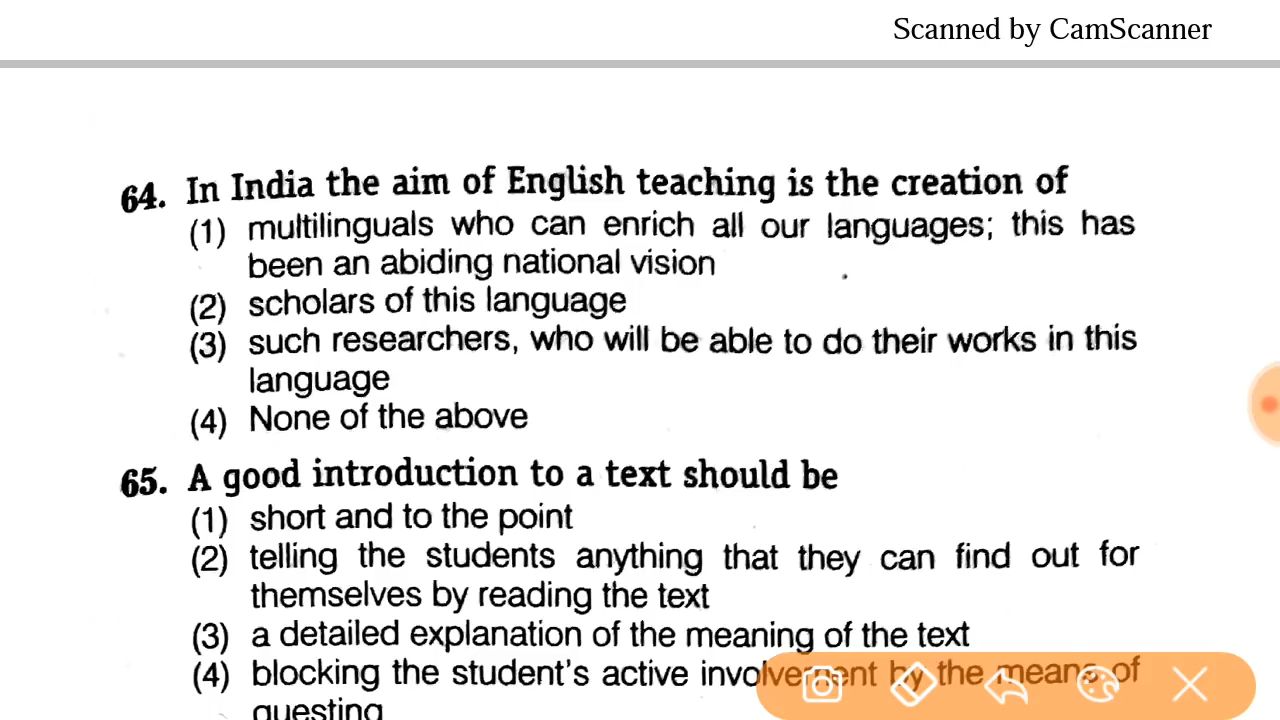 Scanned by CamScanner
64. In India the aim of English teaching is the creation of
(1) multilinguals who can enrich all our languages; this has
been an abiding national vision
(2) scholars of this language
(3) such researchers, who will be able to do their works in this
language
(4) None of the above
65. A good introduction to a text should be
(1) short and to the point
(2) telling the students anything that they can find out for
themselves by reading the text
(3) a detailed explanation of the meaning of the text
(4) blocking the student's active involvement by the means of
questing